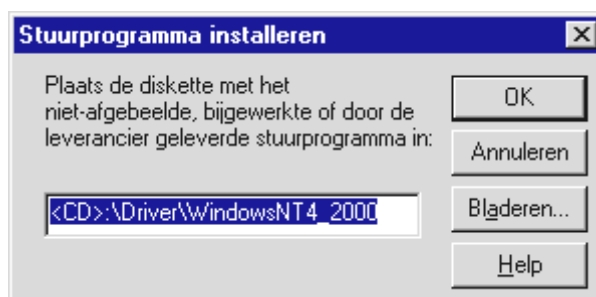 Stuurprogramma installeren
Plaats de diskette met het
niet-afgebeelde, bijgewerkte of door de
leverancier geleverde stuurprogramma in:
<CD>:\Driver\WindowsNT4_2000
OK
Annuleren
Bladeren...
Help